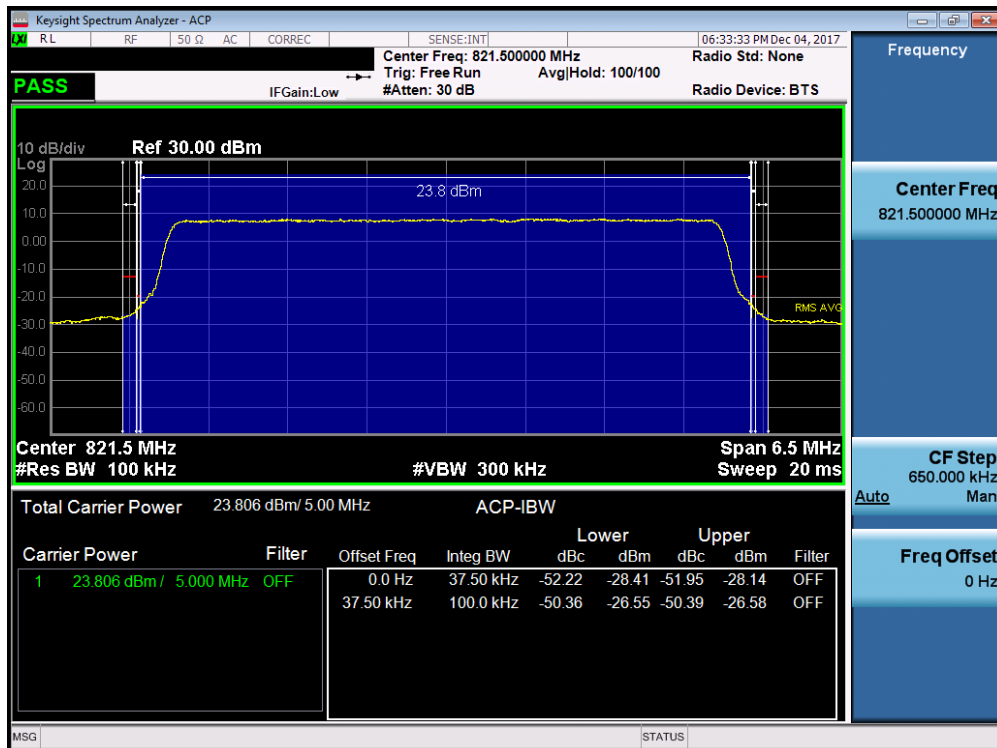 Keysight Spectrum Analyzer - ACP
LXI RL RF 50 Ω AC CORREC SENSE:INT 06:33:33 PM Dec 04, 2017
Center Freq: 821.500000 MHz Radio Std: None
Trig: Free Run Avg|Hold: 100/100
PASS IFGain:Low #Atten: 30 dB Radio Device: BTS
10 dB/div Ref 30.00 dBm
Log
23.8 dBm
20.0
10.0
0.00
-10.0
-20.0
RMS AVG
-30.0
-40.0
-50.0
-60.0
Center 821.5 MHz Span 6.5 MHz
#Res BW 100 kHz #VBW 300 kHz Sweep 20 ms
Total Carrier Power 23.806 dBm/ 5.00 MHz ACP-IBW
Lower Upper
Carrier Power Filter Offset Freq Integ BW dBc dBm dBc dBm Filter
1 23.806 dBm / 5.000 MHz OFF 0.0 Hz 37.50 kHz -52.22 -28.41 -51.95 -28.14 OFF
37.50 kHz 100.0 kHz -50.36 -26.55 -50.39 -26.58 OFF
MSG STATUS
Frequency
Center Freq
821.500000 MHz
CF Step
650.000 kHz
Auto Man
Freq Offset
0 Hz